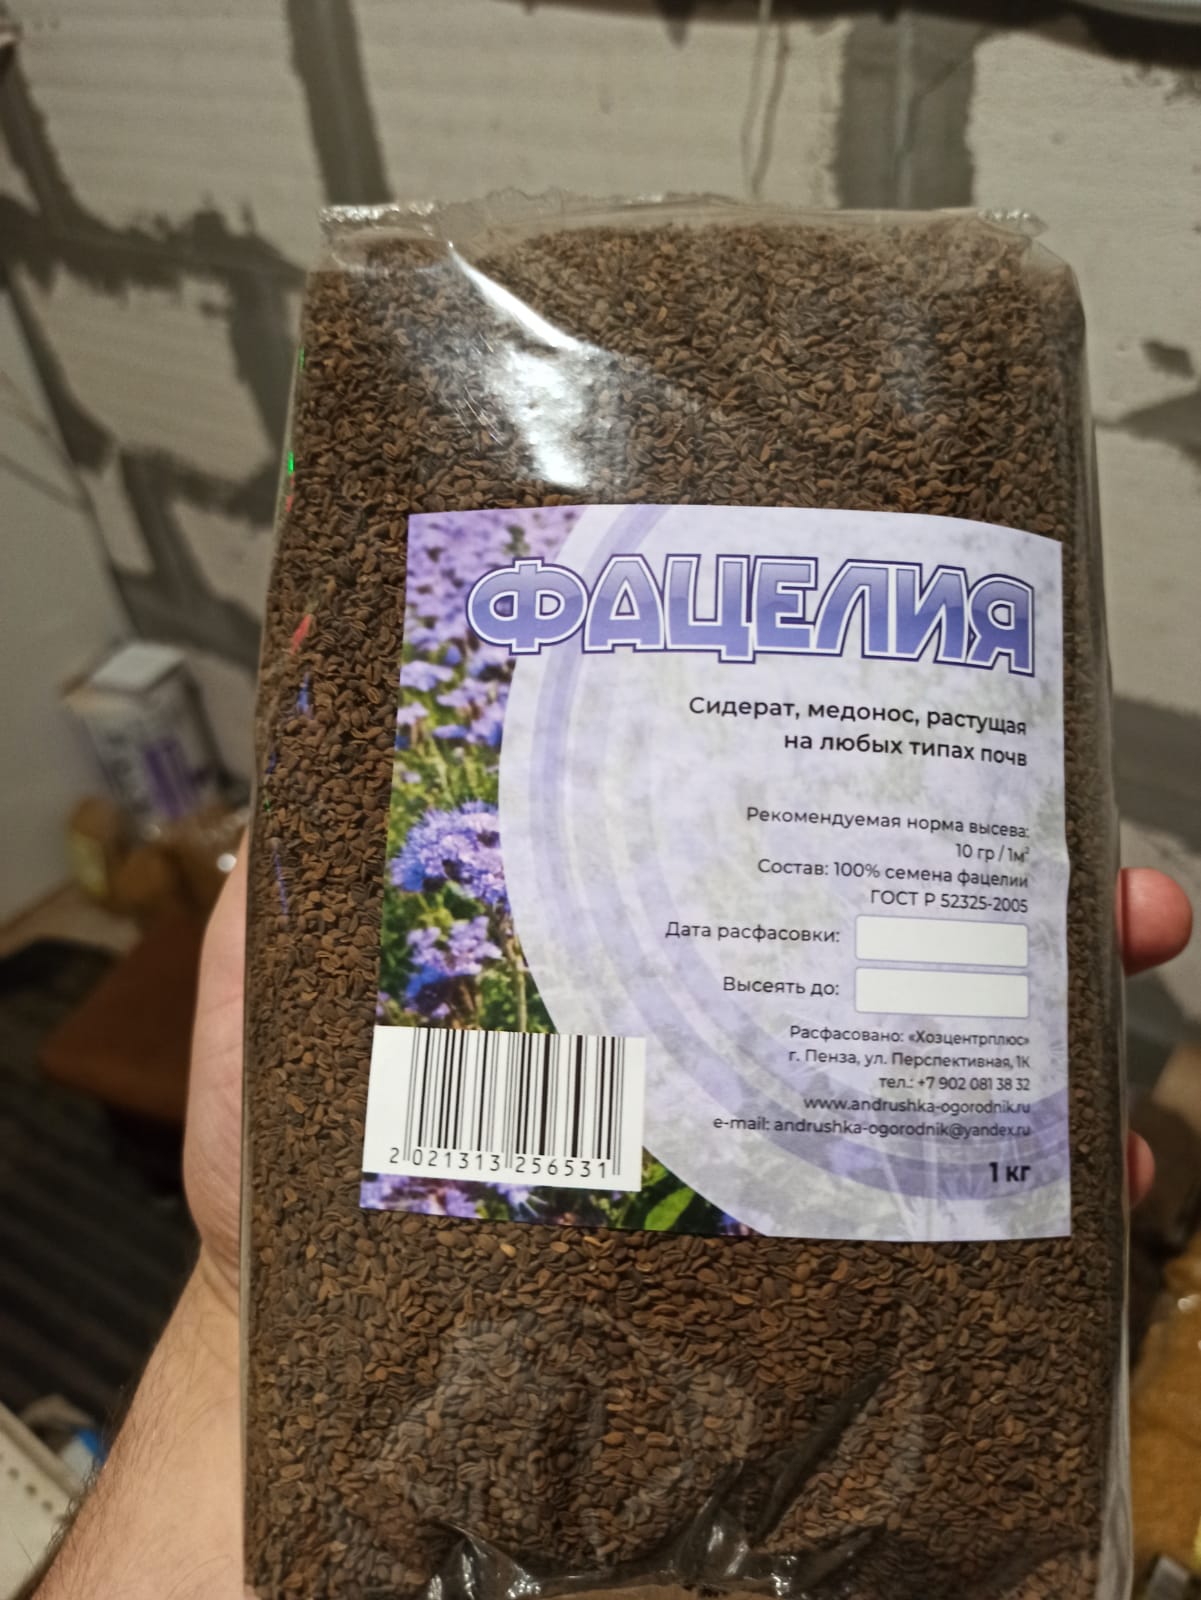 ФАЦЕЛИЯ
Сидерат, медонос, растущая
на любых типах почв
Рекомендуемая норма высева:
10 гр / 1м²
Состав: 100% семена фацелии
ГОСТ Р 52325-2005
Дата расфасовки:
Высеять до:
Расфасовано: «Хозцентрплюс»
г. Пенза, ул. Перспективная, 1К
тел.: +7 902 081 38 32
www.andrushka-ogorodnik.ru
e-mail: andrushka-ogorodnik@yandex.ru
1 кг
2 021313 256531